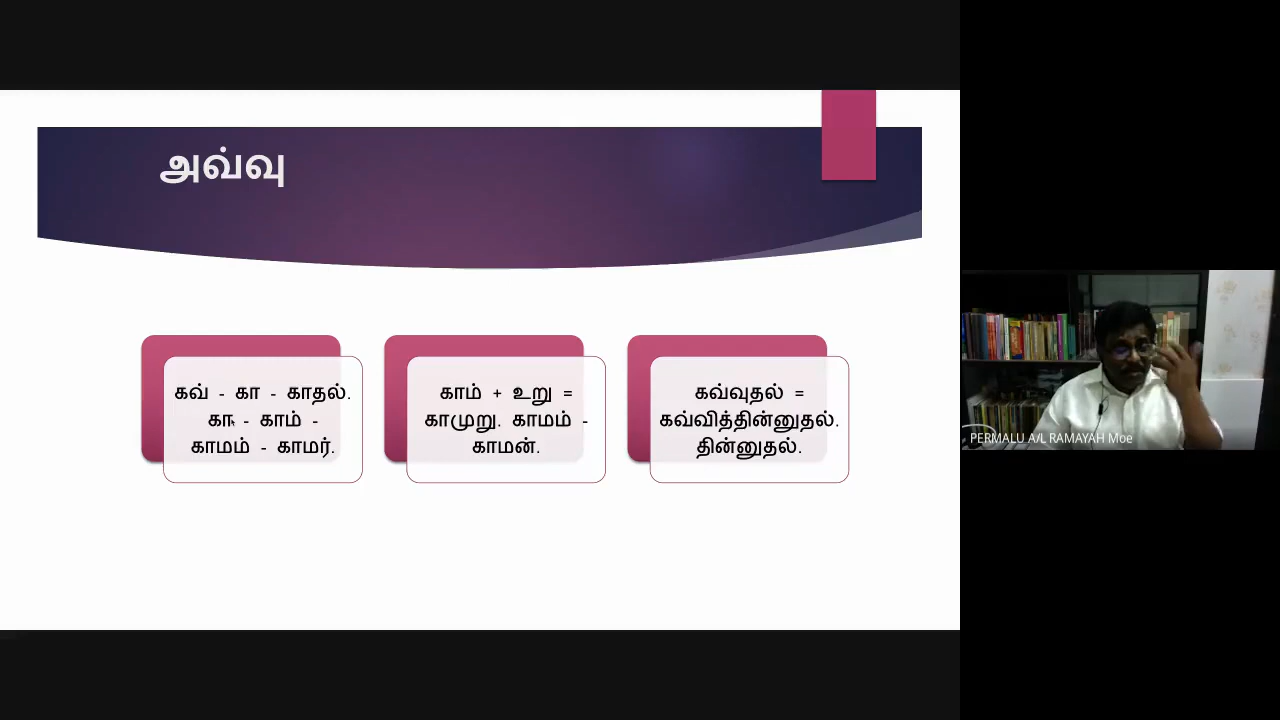 அவ்வு
கவ் - கா - காதல்.
கா - காம் -
காமம் - காமர்.
காம் + உறு =
காமுறு. காமம் -
காமன்.
கவ்வுதல் =
கவ்வித்தின்னுதல்.
தின்னுதல்.
PERMALU A/L RAMAYAH Moe